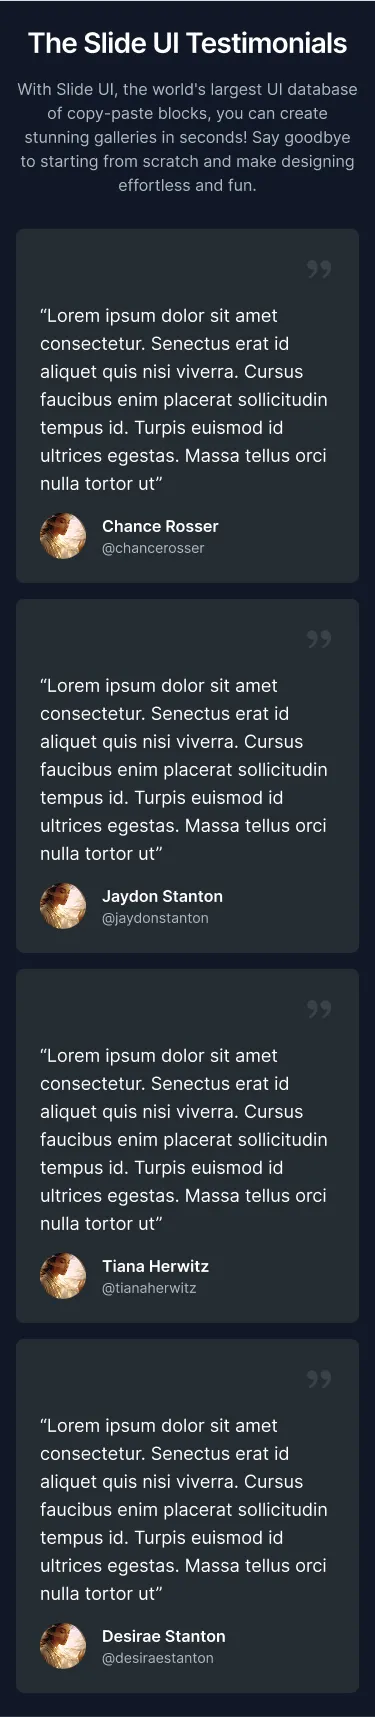 The Slide UI Testimonials
With Slide UI, the world's largest UI database
of copy-paste blocks, you can create
stunning galleries in seconds! Say goodbye
to starting from scratch and make designing
effortless and fun.
”
“Lorem ipsum dolor sit amet
consectetur. Senectus erat id
aliquet quis nisi viverra. Cursus
faucibus enim placerat sollicitudin
tempus id. Turpis euismod id
ultrices egestas. Massa tellus orci
nulla tortor ut”
Chance Rosser
@chancerosser
”
“Lorem ipsum dolor sit amet
consectetur. Senectus erat id
aliquet quis nisi viverra. Cursus
faucibus enim placerat sollicitudin
tempus id. Turpis euismod id
ultrices egestas. Massa tellus orci
nulla tortor ut”
Jaydon Stanton
@jaydonstanton
”
“Lorem ipsum dolor sit amet
consectetur. Senectus erat id
aliquet quis nisi viverra. Cursus
faucibus enim placerat sollicitudin
tempus id. Turpis euismod id
ultrices egestas. Massa tellus orci
nulla tortor ut”
Tiana Herwitz
@tianaherwitz
”
“Lorem ipsum dolor sit amet
consectetur. Senectus erat id
aliquet quis nisi viverra. Cursus
faucibus enim placerat sollicitudin
tempus id. Turpis euismod id
ultrices egestas. Massa tellus orci
nulla tortor ut”
Desirae Stanton
@desiraestanton